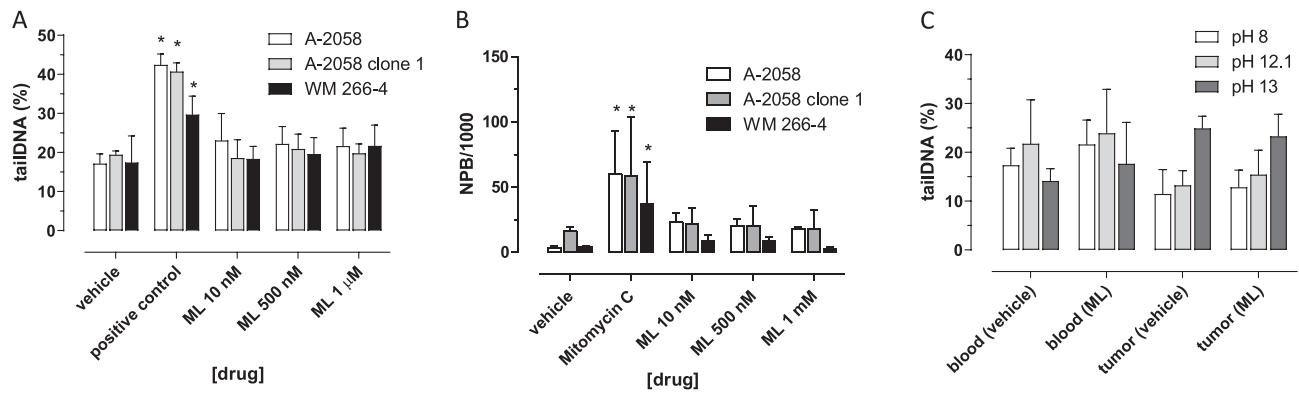 A
tailDNA (%)
50
40
30
20
10
0
* * *
A-2058
A-2058 clone 1
WM 266-4
vehicle
positive control
ML 10 nM
ML 500 nM
ML 1 μM
[drug]
B
NPB/1000
150
100
50
0
* * *
A-2058
A-2058 clone 1
WM 266-4
vehicle
Mitomycin C
ML 10 nM
ML 500 nM
ML 1 mM
[drug]
C
tailDNA (%)
40
30
20
10
0
pH 8
pH 12.1
pH 13
blood (vehicle)
blood (ML)
tumor (vehicle)
tumor (ML)